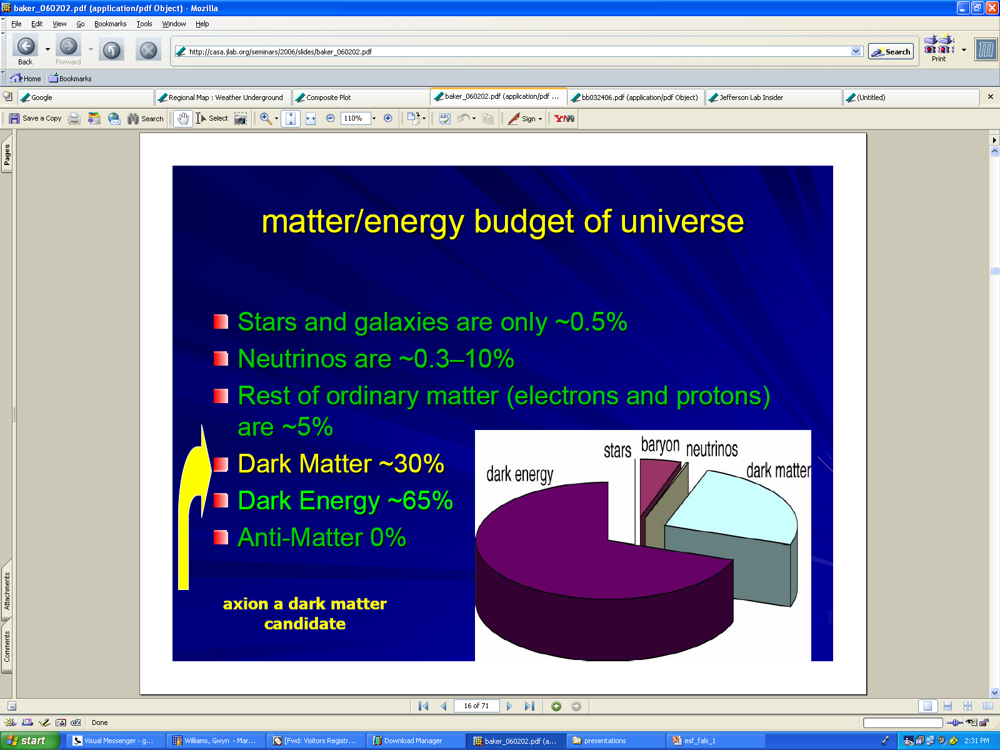 baker_060202.pdf (application/pdf Object) - Mozilla
File Edit View Go Bookmarks Tools Window Help
Back Forward http://casa.jlab.org/seminars/2006/slides/baker_060202.pdf Search Print
Home Bookmarks
Google Regional Map : Weather Underground Composite Plot baker_060202.pdf (application/pdf ... bb032406.pdf (application/pdf Object) Jefferson Lab Insider (Untitled)
Save a Copy Search Select 110% Sign Y!
Pages
matter/energy budget of universe
Stars and galaxies are only ~0.5%
Neutrinos are ~0.3–10%
Rest of ordinary matter (electrons and protons)
are ~5%
Dark Matter ~30%
Dark Energy ~65%
Anti-Matter 0%
axion a dark matter
candidate
stars baryon neutrinos
dark energy dark matter
Attachments
Comments
16 of 71
Done
start Visual Messenger - g... Williams, Gwyn - Mar... [Fwd: Visitors Registr... Download Manager baker_060202.pdf (a... presentations esf_fals_1 2:31 PM